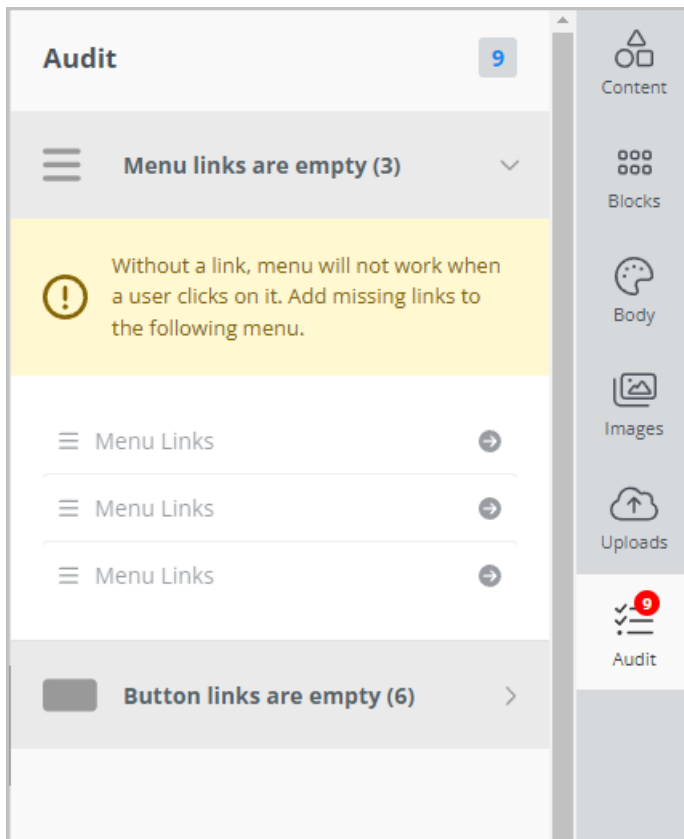 Audit
9
Menu links are empty (3)
Without a link, menu will not work when
a user clicks on it. Add missing links to
the following menu.
Menu Links
Menu Links
Menu Links
Button links are empty (6)
Content
Blocks
Body
Images
Uploads
9
Audit